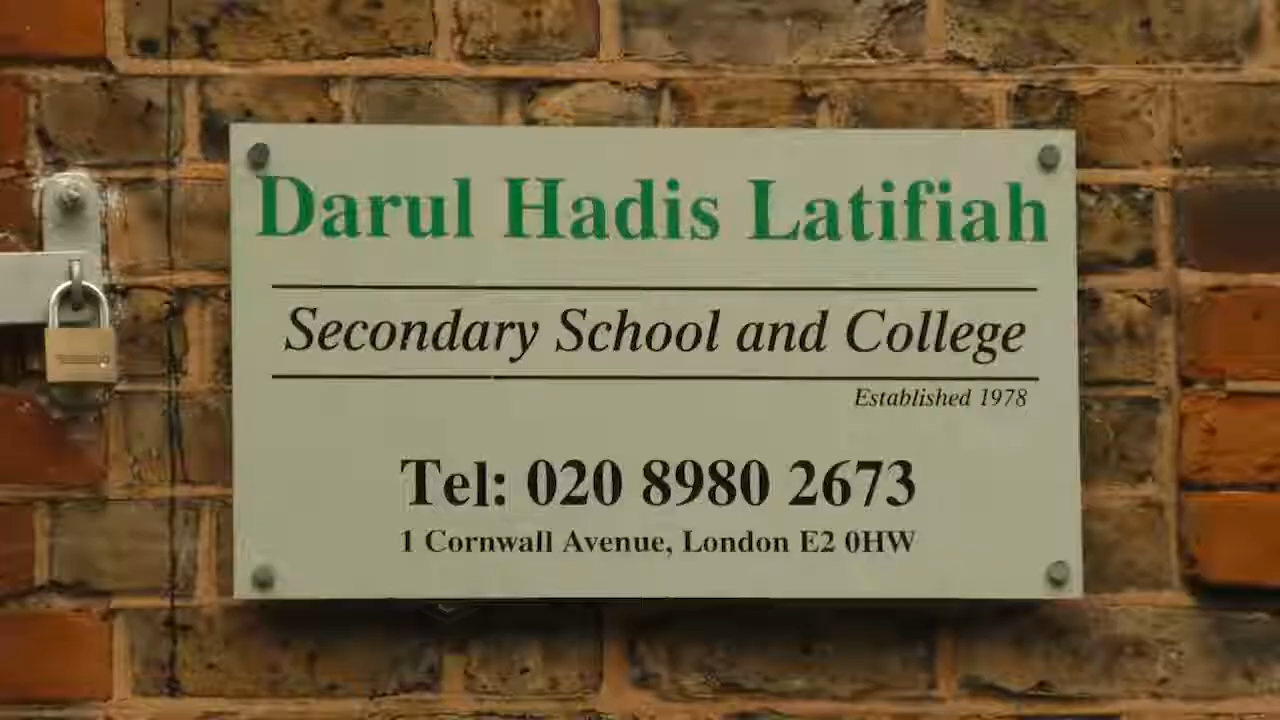 Darul Hadis Latifiah
Secondary School and College
Established 1978
Tel: 020 8980 2673
1 Cornwall Avenue, London E2 0HW